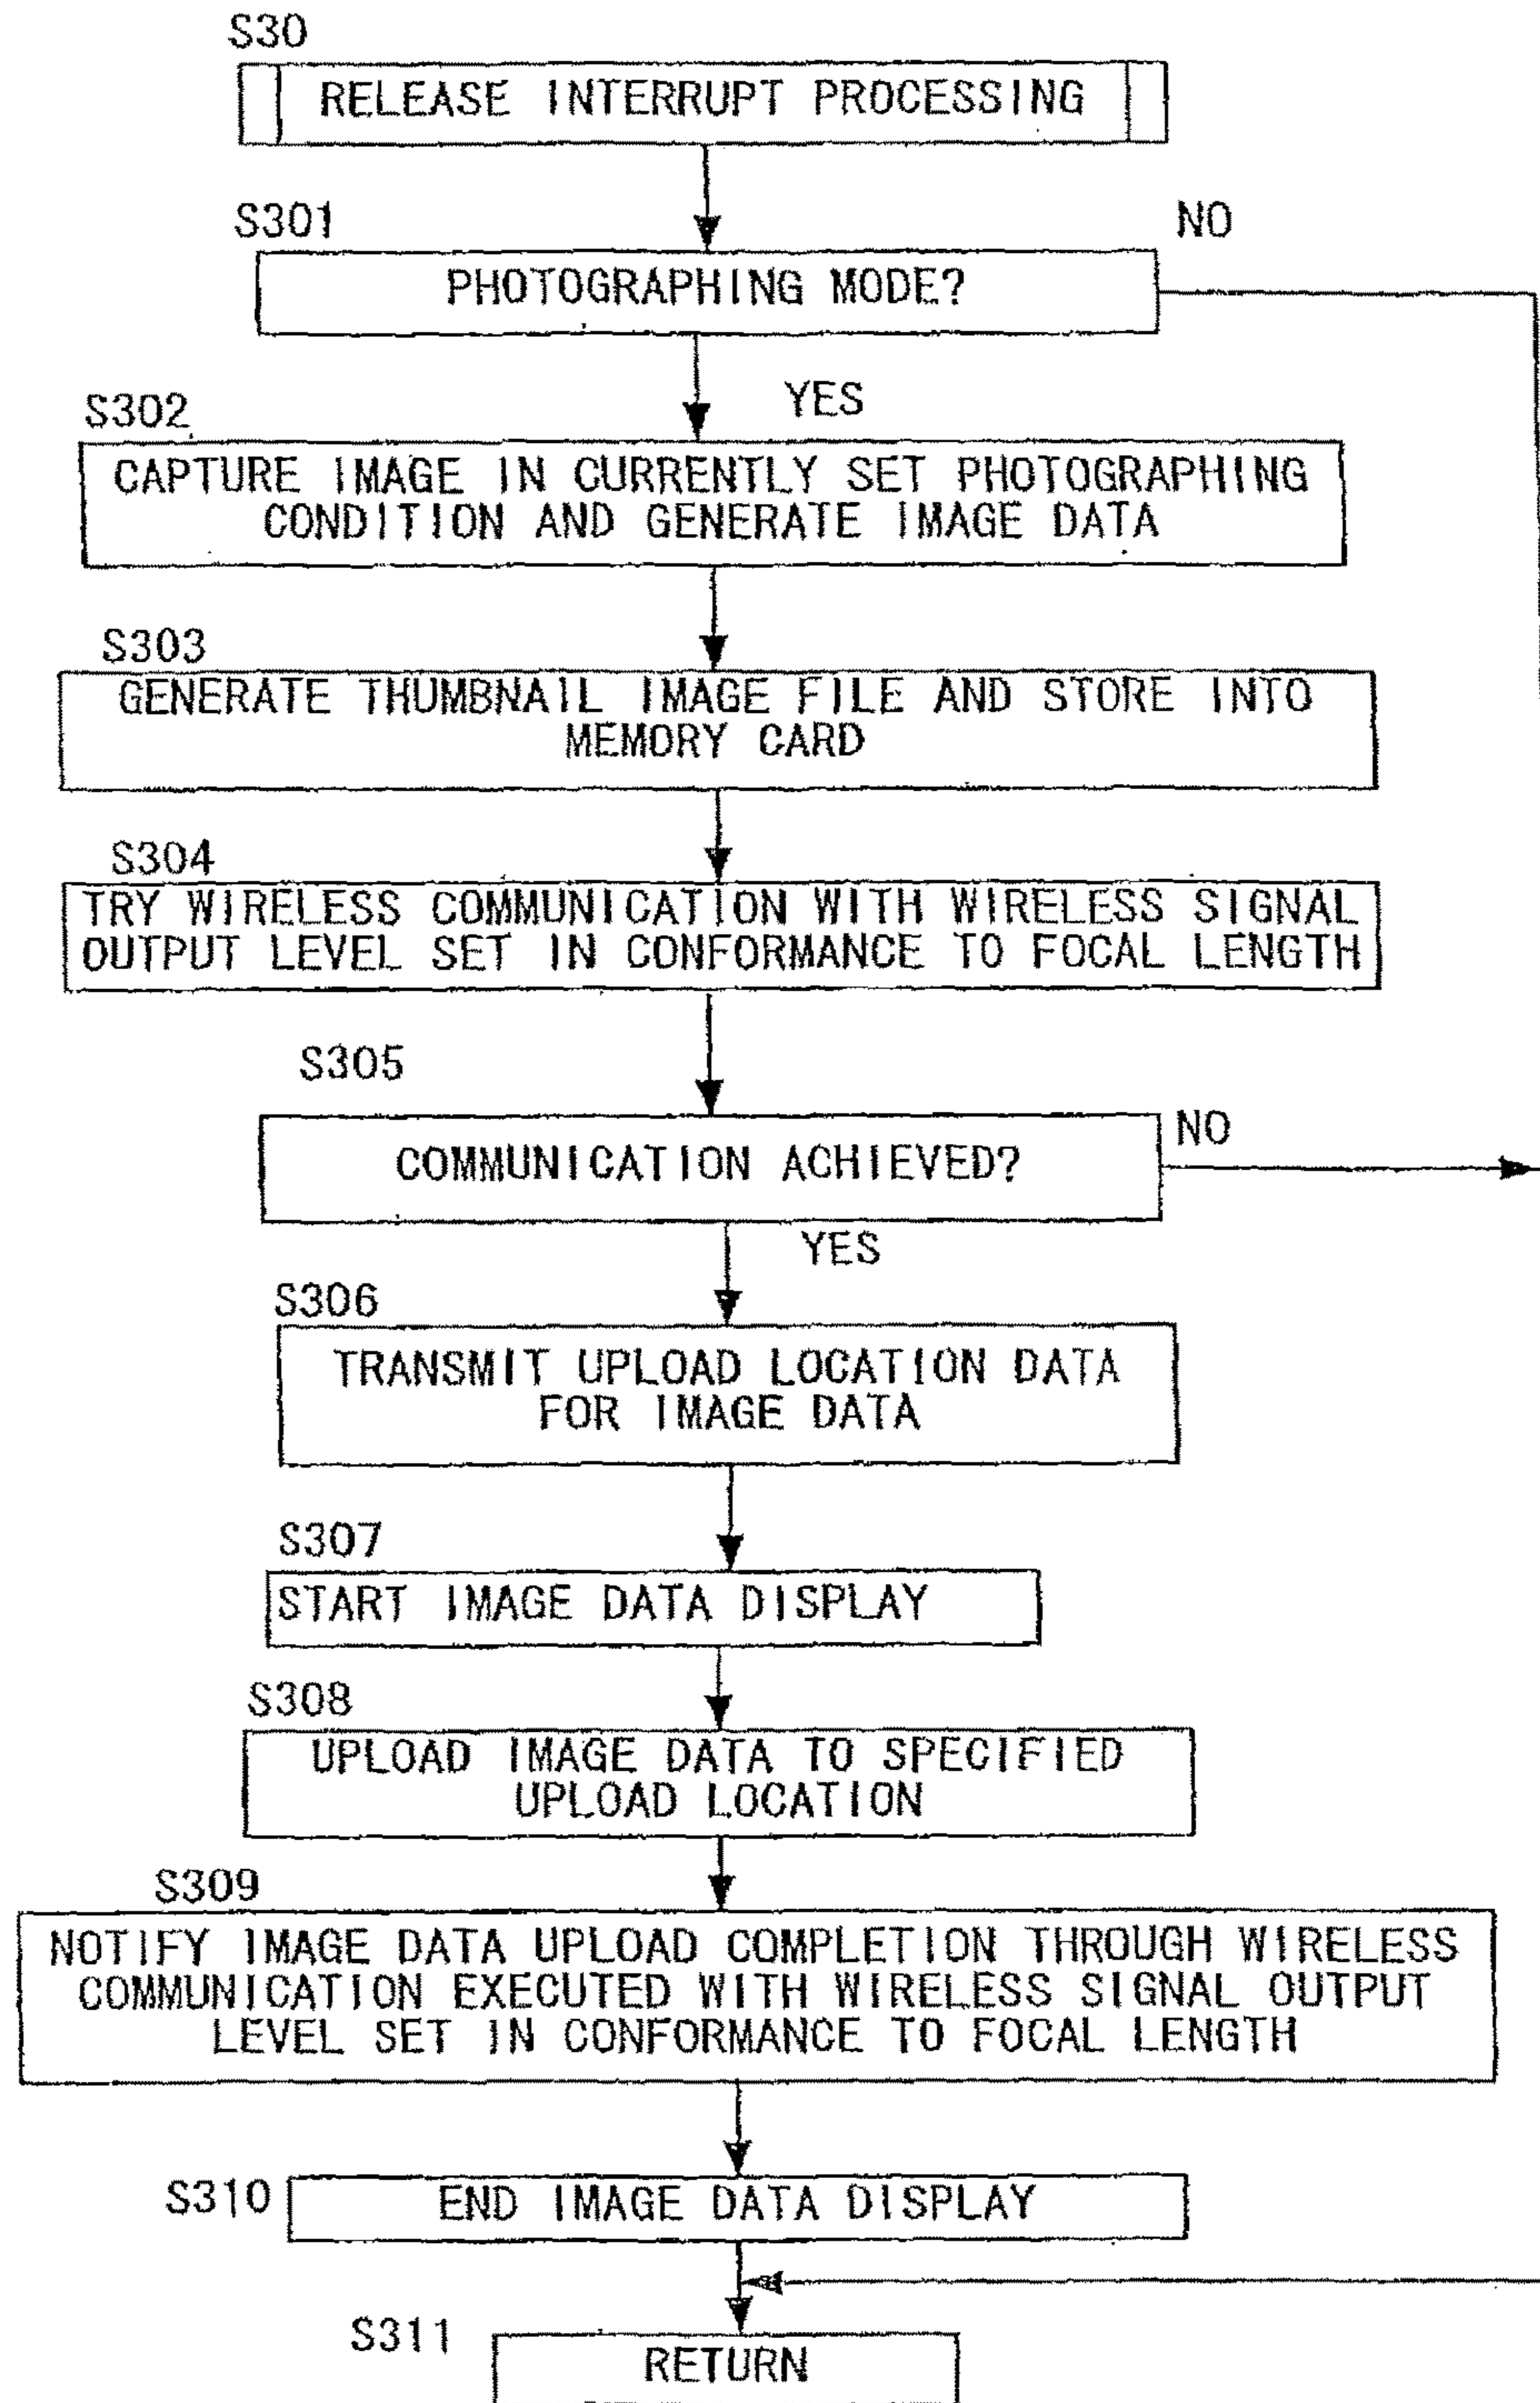 S30
RELEASE INTERRUPT PROCESSING
S301
NO
PHOTOGRAPHING MODE?
YES
S302
CAPTURE IMAGE IN CURRENTLY SET PHOTOGRAPHING
CONDITION AND GENERATE IMAGE DATA
S303
GENERATE THUMBNAIL IMAGE FILE AND STORE INTO
MEMORY CARD
S304
TRY WIRELESS COMMUNICATION WITH WIRELESS SIGNAL
OUTPUT LEVEL SET IN CONFORMANCE TO FOCAL LENGTH
S305
NO
COMMUNICATION ACHIEVED?
YES
S306
TRANSMIT UPLOAD LOCATION DATA
FOR IMAGE DATA
S307
START IMAGE DATA DISPLAY
S308
UPLOAD IMAGE DATA TO SPECIFIED
UPLOAD LOCATION
S309
NOTIFY IMAGE DATA UPLOAD COMPLETION THROUGH WIRELESS
COMMUNICATION EXECUTED WITH WIRELESS SIGNAL OUTPUT
LEVEL SET IN CONFORMANCE TO FOCAL LENGTH
S310
END IMAGE DATA DISPLAY
S311
RETURN